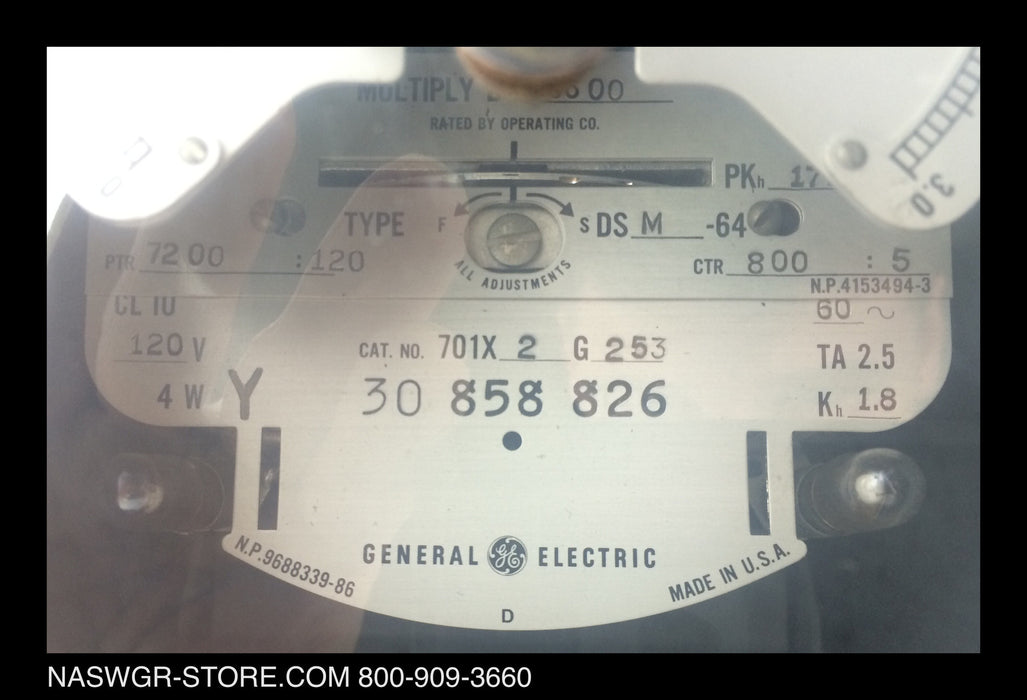 MULTIPLY
RATED BY OPERATING CO.
PKh
3.0
TYPE F S DS M -64
ALL ADJUSTMENTS
PTR 7200 : 120
CTR 800 : 5
N.P.4153494-3
CL 10
60 ~
120 V
CAT. NO. 701X 2 G 253
TA 2.5
4 W Y
30 858 826
Kh 1.8
GENERAL GE ELECTRIC
N.P.9688339-86
MADE IN U.S.A.
D
NASWGR-STORE.COM 800-909-3660